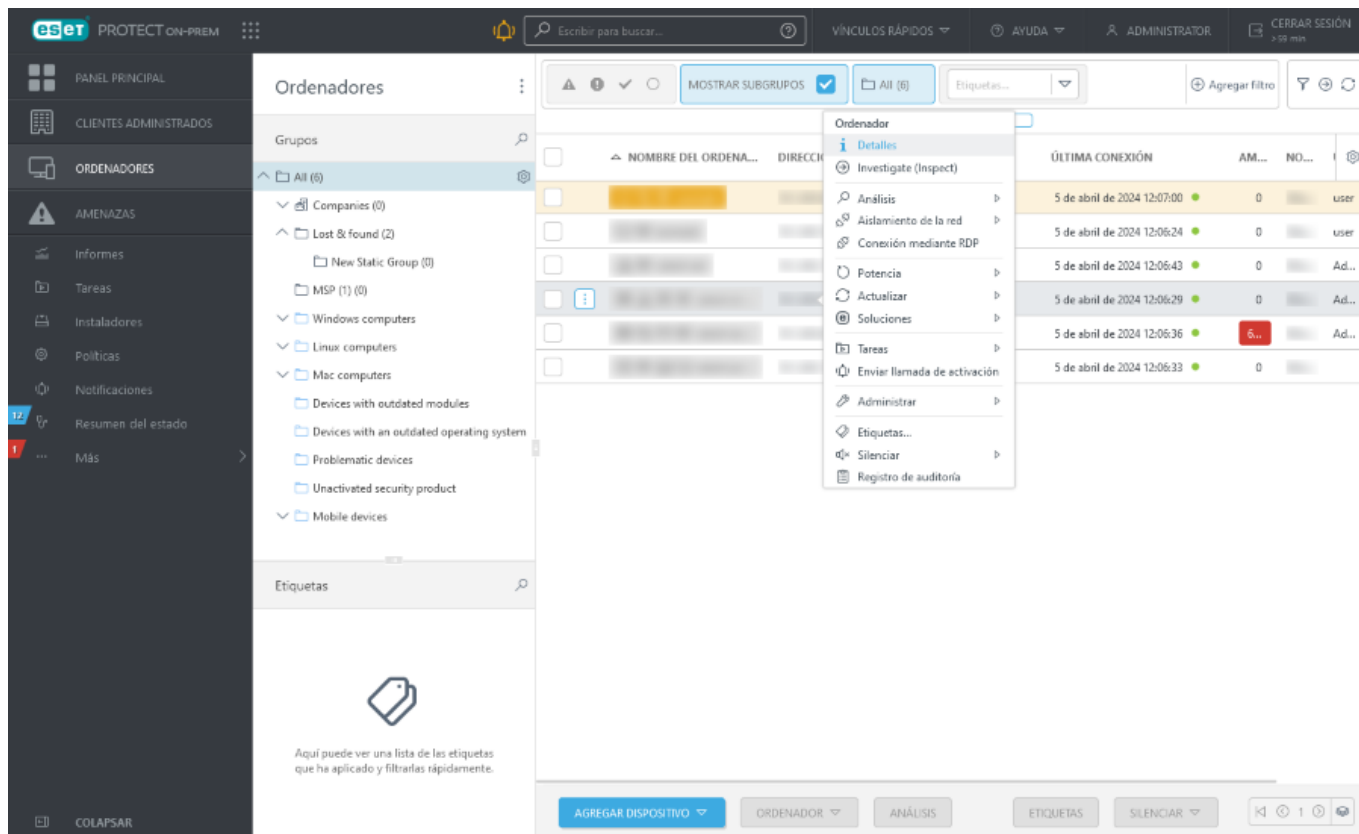 eset PROTECT ON-PREM
Escribir para buscar...
VÍNCULOS RÁPIDOS
AYUDA
ADMINISTRATOR
CERRAR SESIÓN
> 59 min
PANEL PRINCIPAL
CLIENTES ADMINISTRADOS
ORDENADORES
AMENAZAS
Informes
Tareas
Instaladores
Políticas
Notificaciones
12
Resumen del estado
1
Más
COLAPSAR
Ordenadores
Grupos
All (6)
Companies (0)
Lost & found (2)
New Static Group (0)
MSP (1) (0)
Windows computers
Linux computers
Mac computers
Devices with outdated modules
Devices with an outdated operating system
Problematic devices
Unactivated security product
Mobile devices
Etiquetas
Aquí puede ver una lista de las etiquetas
que ha aplicado y filtrarlas rápidamente.
MOSTRAR SUBGRUPOS
All (6)
Etiquetas...
Agregar filtro
NOMBRE DEL ORDENA...
ÚLTIMA CONEXIÓN
AM...
NO...
5 de abril de 2024 12:07:00
0
user
5 de abril de 2024 12:06:24
0
user
5 de abril de 2024 12:06:43
0
Ad...
5 de abril de 2024 12:06:29
0
Ad...
5 de abril de 2024 12:06:36
6...
Ad...
5 de abril de 2024 12:06:33
0
Ordenador
Detalles
Investigate (Inspect)
Análisis
Aislamiento de la red
Conexión mediante RDP
Potencia
Actualizar
Soluciones
Tareas
Enviar llamada de activación
Administrar
Etiquetas...
Silenciar
Registro de auditoría
AGREGAR DISPOSITIVO
ORDENADOR
ANÁLISIS
ETIQUETAS
SILENCIAR
1